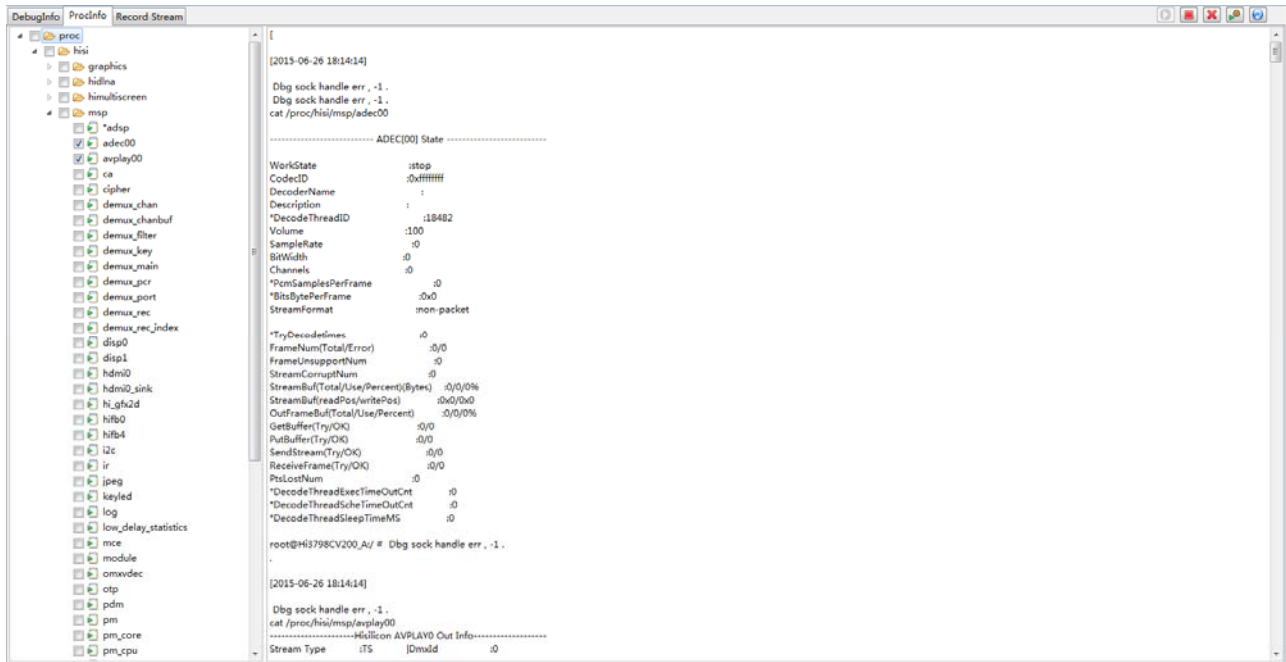 DebugInfo ProcInfo Record Stream
proc
hisi
graphics
hidlna
himultiscreen
msp
*adsp
adec00
avplay00
ca
cipher
demux_chan
demux_chanbuf
demux_filter
demux_key
demux_main
demux_pcr
demux_port
demux_rec
demux_rec_index
disp0
disp1
hdmi0
hdmi0_sink
hi_gfx2d
hifb0
hifb4
i2c
ir
jpeg
keyled
log
low_delay_statistics
mce
module
omxvdec
otp
pdm
pm
pm_core
pm_cpu
[
[2015-06-26 18:14:14]
Dbg sock handle err , -1 .
Dbg sock handle err , -1 .
cat /proc/hisi/msp/adec00
--------------------------- ADEC[00] State --------------------------
WorkState :stop
CodecID :0xffffffff
DecoderName :
Description :
*DecodeThreadID :18482
Volume :100
SampleRate :0
BitWidth :0
Channels :0
*PcmSamplesPerFrame :0
*BitsBytePerFrame :0x0
StreamFormat :non-packet
*TryDecodetimes :0
FrameNum(Total/Error) :0/0
FrameUnsupportNum :0
StreamCorruptNum :0
StreamBuf(Total/Use/Percent)(Bytes) :0/0/0%
StreamBuf(readPos/writePos) :0x0/0x0
OutFrameBuf(Total/Use/Percent) :0/0/0%
GetBuffer(Try/OK) :0/0
PutBuffer(Try/OK) :0/0
SendStream(Try/OK) :0/0
ReceiveFrame(Try/OK) :0/0
PtsLostNum :0
*DecodeThreadExecTimeOutCnt :0
*DecodeThreadScheTimeOutCnt :0
*DecodeThreadSleepTimeMS :0
root@Hi3798CV200_A:/ # Dbg sock handle err , -1 .
.
[2015-06-26 18:14:14]
Dbg sock handle err , -1 .
cat /proc/hisi/msp/avplay00
----------------------Hisilicon AVPLAY0 Out Info-------------------
Stream Type :TS |DmxId :0